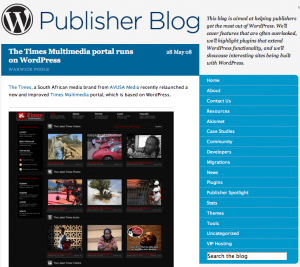 Publisher Blog
This blog is aimed at helping publishers
get the most out of WordPress. We'll
cover features that are often overlooked,
we'll highlight plugins that extend
WordPress functionality, and we'll
showcase interesting sites being built
with WordPress.
The Times Multimedia portal runs
on WordPress
28 May 08
WARWICK POOLE
The Times, a South African media brand from AVUSA Media recently relaunched a
new and improved Times Multimedia portal, which is based on WordPress.
Home
About
Contact Us
Resources
Akismet
Case Studies
Community
Developers
Migrations
News
Plugins
Publisher Spotlight
Stats
Themes
Tools
Uncategorized
VIP Hosting
Search the blog